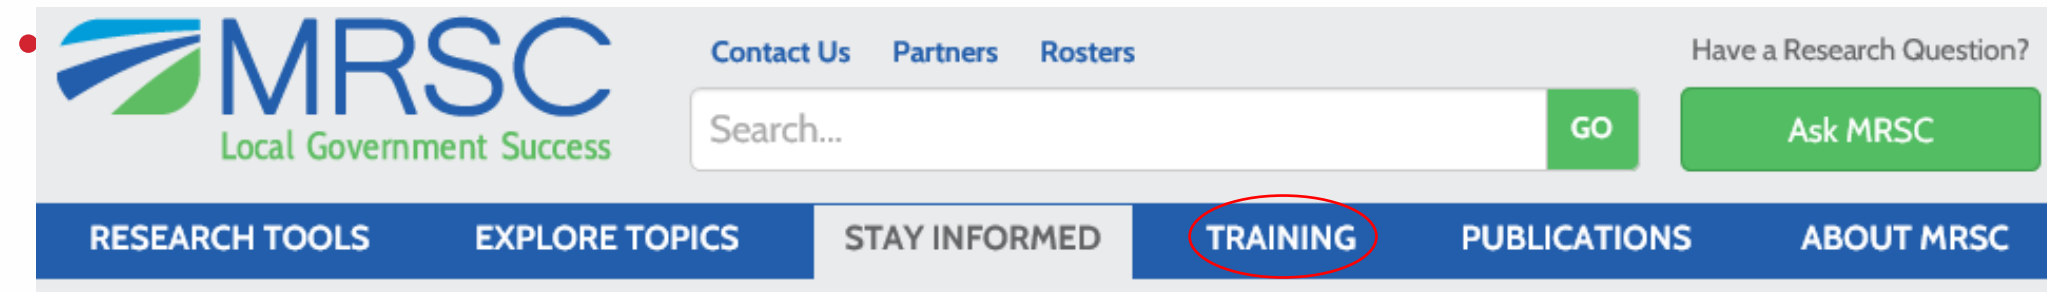 MRSC
Local Government Success
Contact Us Partners Rosters
Have a Research Question?
Search...
GO
Ask MRSC
RESEARCH TOOLS EXPLORE TOPICS STAY INFORMED TRAINING PUBLICATIONS ABOUT MRSC